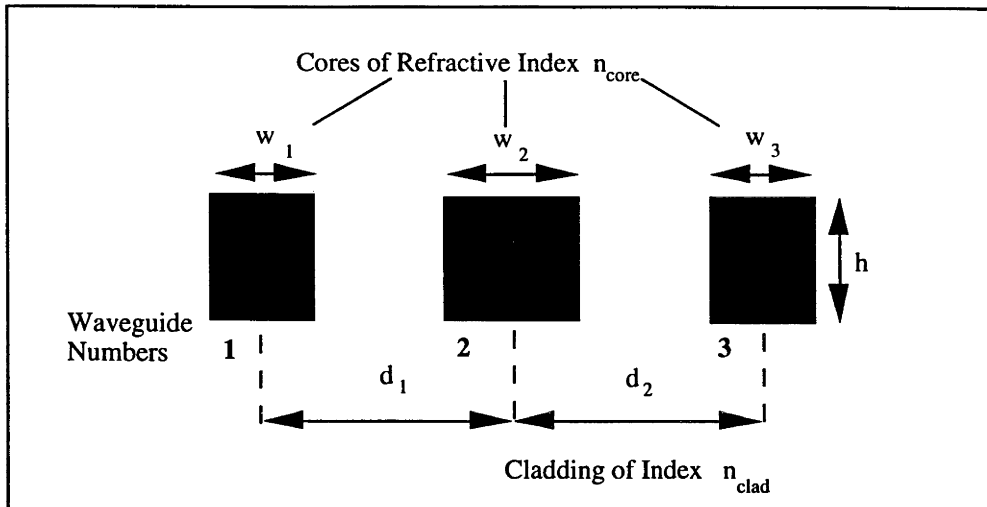 Cores of Refractive Index n_core
w_1
w_2
w_3
h
Waveguide
Numbers
1
2
3
d_1
d_2
Cladding of Index n_clad